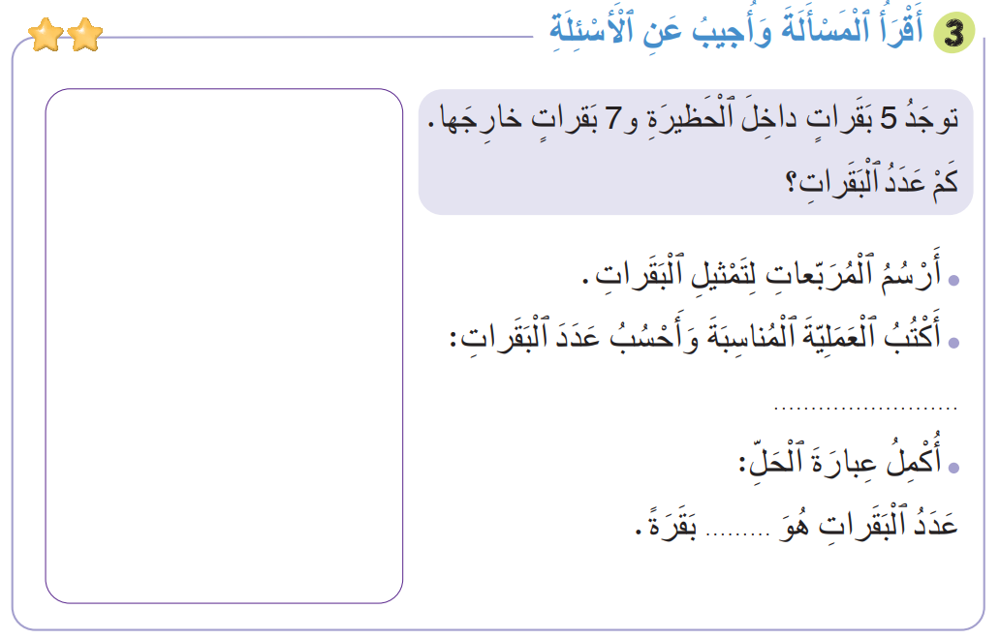 3 أَقْرَأُ ٱلْمَسْأَلَةَ وَأُجيبُ عَنِ ٱلْأَسْئِلَةِ
توجَدُ 5 بَقَراتٍ داخِلَ ٱلْحَظيرَةِ و7 بَقراتٍ خارِجَها.
كَمْ عَدَدُ ٱلْبَقَراتِ؟
• أَرْسُمُ ٱلْمُرَبّعاتِ لِتَمْثيلِ ٱلْبَقَراتِ.
• أَكْتُبُ ٱلْعَمَلِيّةَ ٱلْمُناسِبَةَ وَأَحْسُبُ عَدَدَ ٱلْبَقَراتِ:
.........................
• أُكْمِلُ عِبارَةَ ٱلْحَلِّ:
عَدَدُ ٱلْبَقَراتِ هُوَ ......... بَقَرَةً.